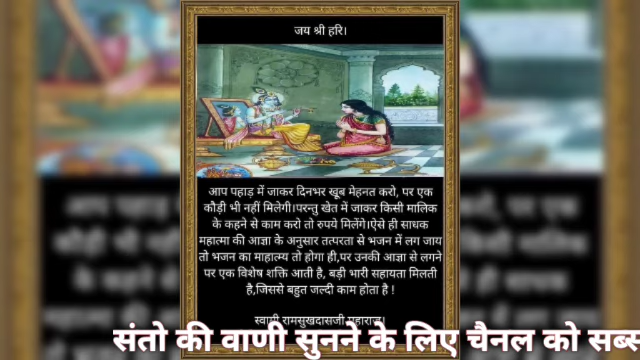 जय श्री हरि।
आप पहाड़ में जाकर दिनभर खूब मेहनत करो, पर एक
कौड़ी भी नहीं मिलेगी।परन्तु खेत में जाकर किसी मालिक
के कहने से काम करो तो रुपये मिलेंगे।ऐसे ही साधक
महात्मा की आज्ञा के अनुसार तत्परता से भजन में लग जाय
तो भजन का माहात्म्य तो होगा ही,पर उनकी आज्ञा से लगने
पर एक विशेष शक्ति आती है, बड़ी भारी सहायता मिलती
है,जिससे बहुत जल्दी काम होता है !
स्वामी रामसुखदासजी महाराज।
संतो की वाणी सुनने के लिए चैनल को सब्स